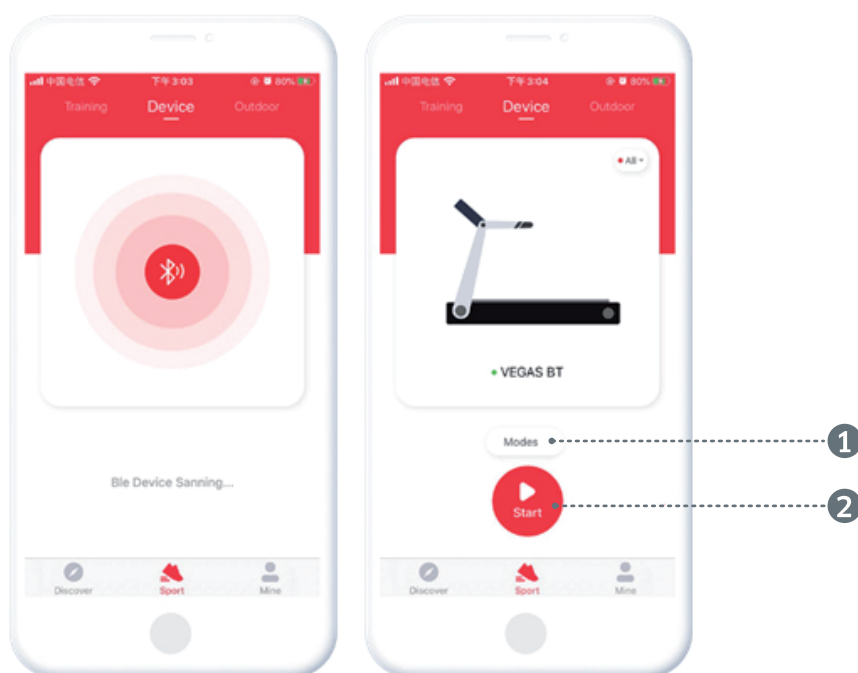 中国电信 下午3:03 80%
Training Device Outdoor
Ble Device Sanning...
Discover Sport Mine
中国电信 下午3:04 80%
Training Device Outdoor
All
VEGAS BT
Modes
Start
Discover Sport Mine
1
2